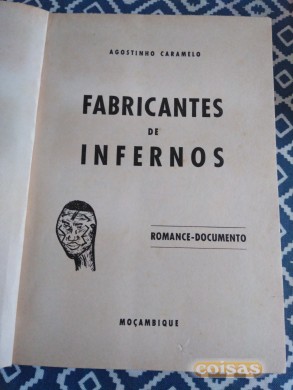 AGOSTINHO CARAMELO
FABRICANTES
DE
INFERNOS
ROMANCE-DOCUMENTO
MOÇAMBIQUE
coisas